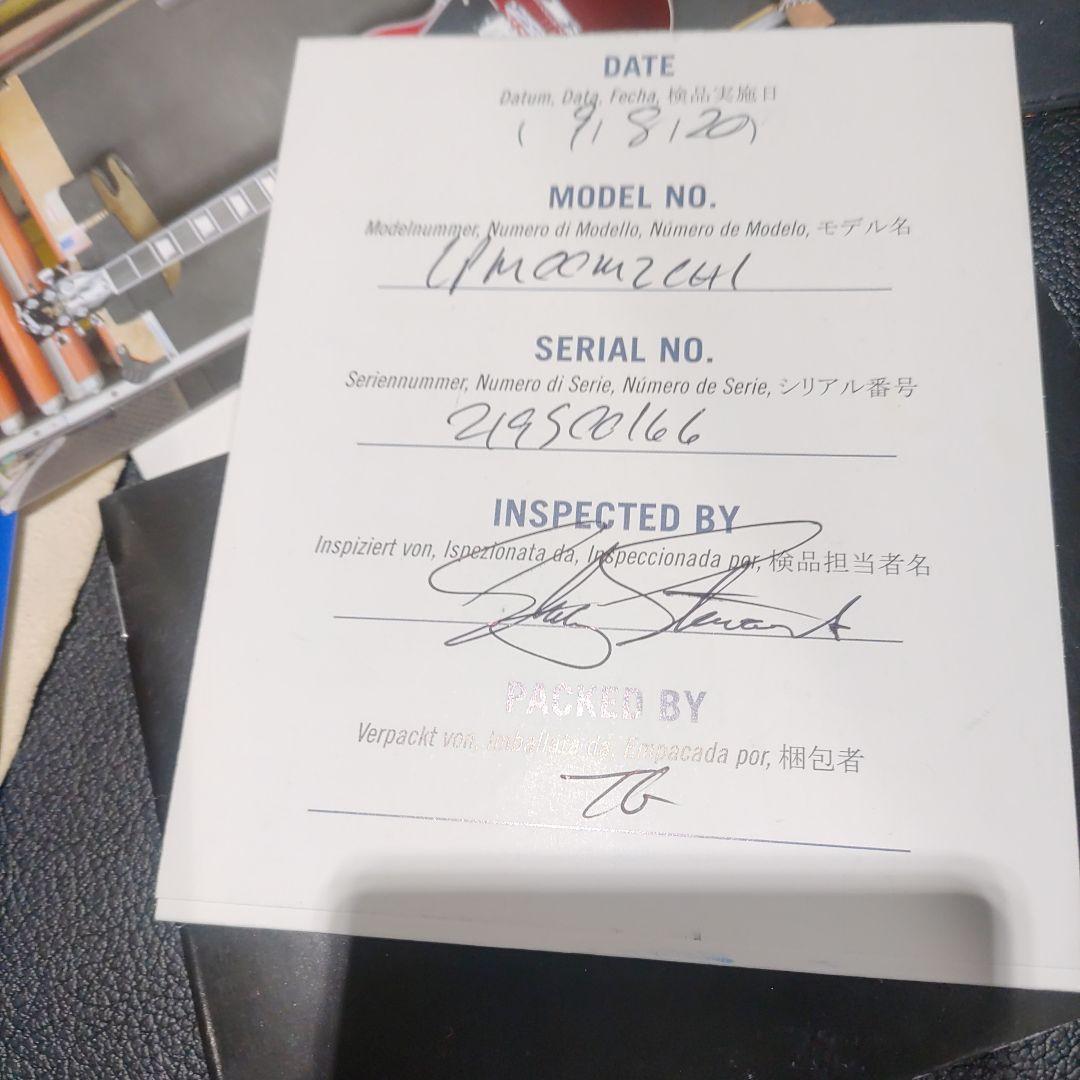 DATE
Datum, Data, Fecha, 検品実施日
MODEL NO.
Modelnummer, Numero di Modello, Número de Modelo, モデル名
SERIAL NO.
Seriennummer, Numero di Serie, Número de Serie, シリアル番号
219500166
INSPECTED BY
Inspiziert von, Ispezionata da, Inspeccionada por, 検品担当者名
PACKED BY
Verpackt von, Imballata da, Empacada por, 梱包者
TG